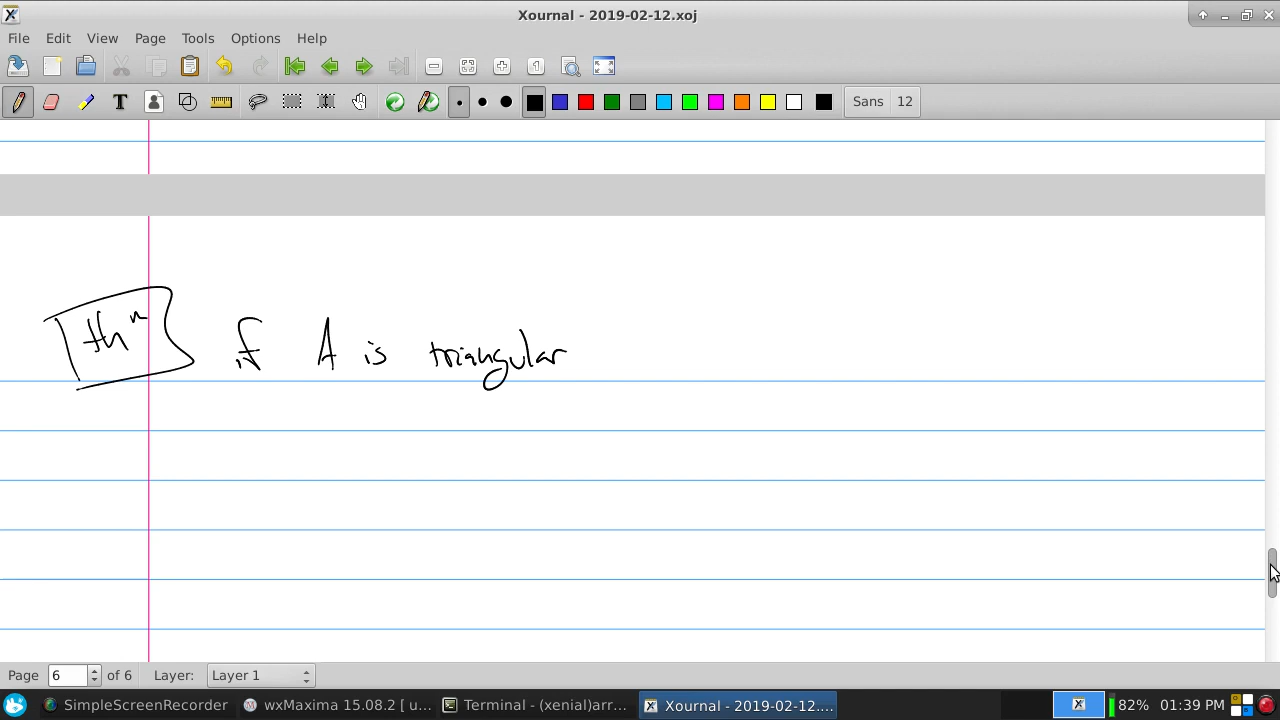 Xournal - 2019-02-12.xoj
File Edit View Page Tools Options Help
Sans 12
thⁿ if A is triangular
Page 6 of 6 Layer: Layer 1
SimpleScreenRecorder wxMaxima 15.08.2 [ u... Terminal - (xenial)arr... Xournal - 2019-02-12.... 82% 01:39 PM